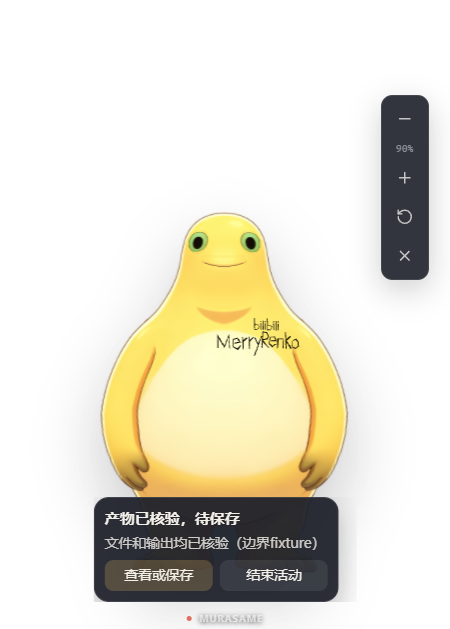 90%
bilibili
MerryRenko
产物已核验，待保存
文件和输出均已核验（边界fixture）
查看或保存
结束活动
MURASAME